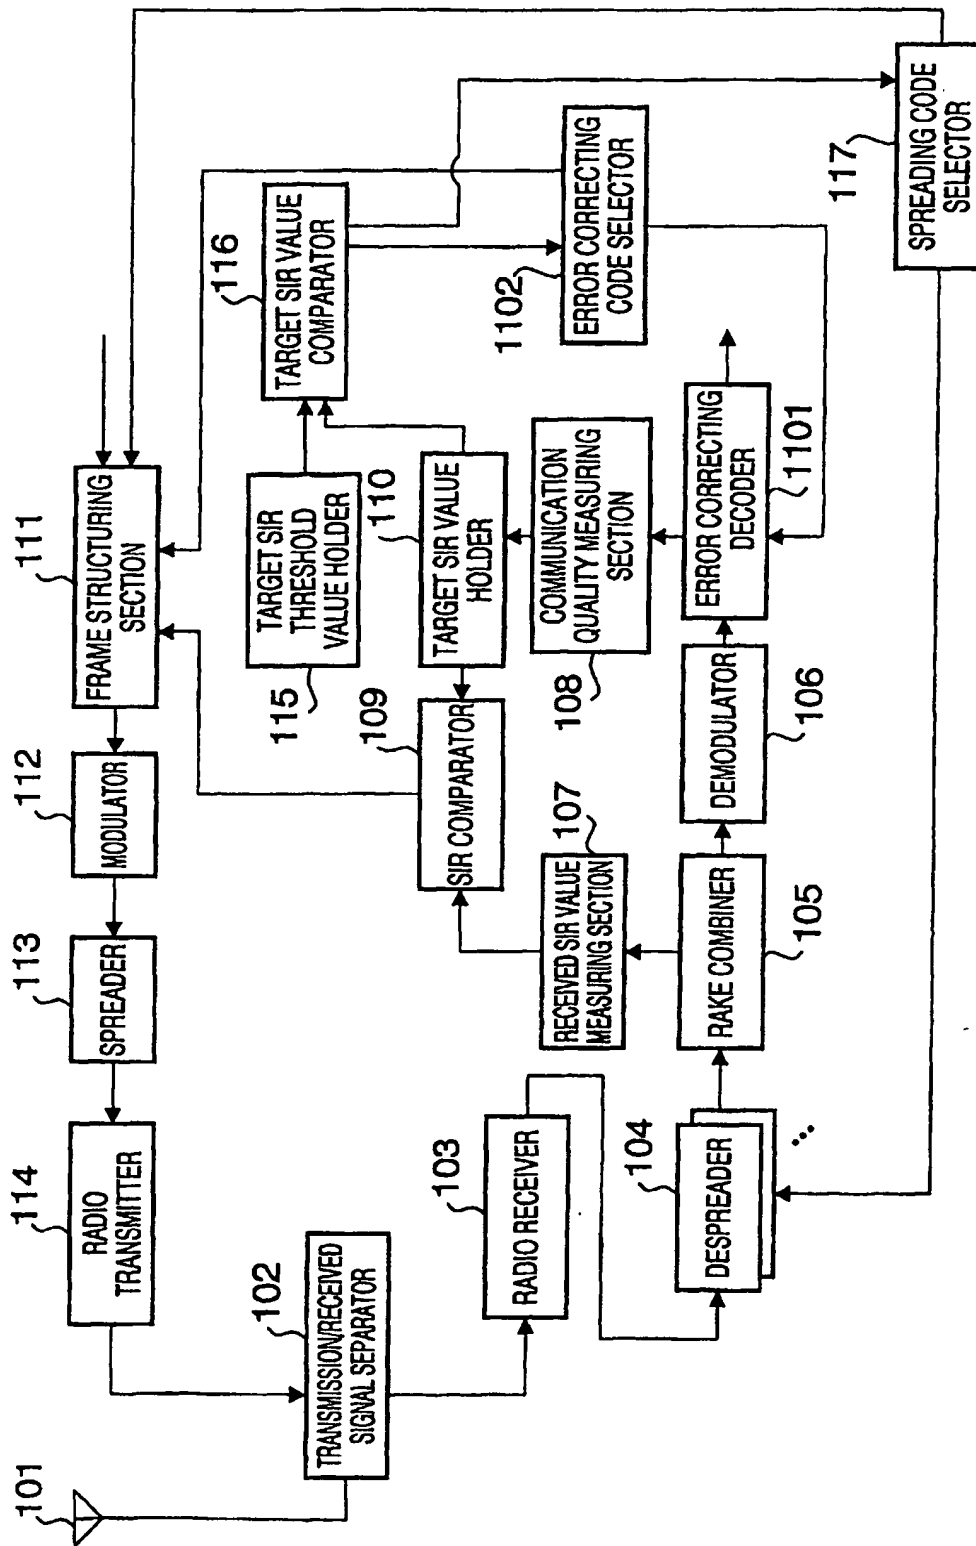 101
102
TRANSMISSION/RECEIVED
SIGNAL SEPARATOR
114
RADIO
TRANSMITTER
113
SPREADER
112
MODULATOR
111
FRAME STRUCTURING
SECTION
103
RADIO RECEIVER
104
DESPREADER
...
105
RAKE COMBINER
107
RECEIVED SIR VALUE
MEASURING SECTION
109
SIR COMPARATOR
106
DEMODULATOR
115
TARGET SIR
THRESHOLD
VALUE HOLDER
110
TARGET SIR VALUE
HOLDER
108
COMMUNICATION
QUALITY MEASURING
SECTION
1101
ERROR CORRECTING
DECODER
116
TARGET SIR VALUE
COMPARATOR
1102
ERROR CORRECTING
CODE SELECTOR
117
SPREADING CODE
SELECTOR